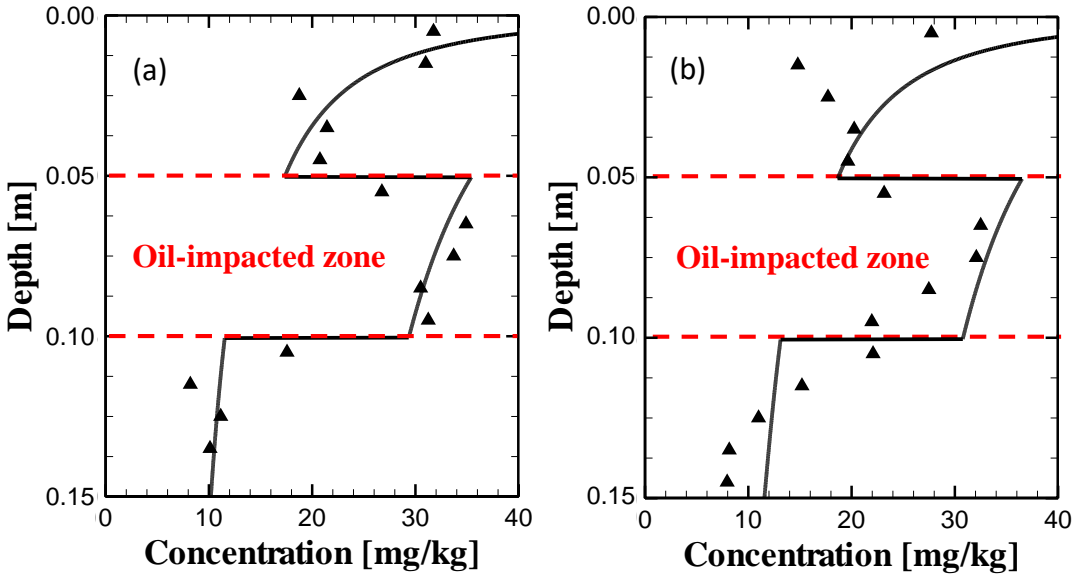 0.00
(a)
0.05
Oil-impacted zone
0.10
0.15
Depth [m]
0 10 20 30 40
Concentration [mg/kg]
0.00
(b)
0.05
Oil-impacted zone
0.10
0.15
Depth [m]
0 10 20 30 40
Concentration [mg/kg]